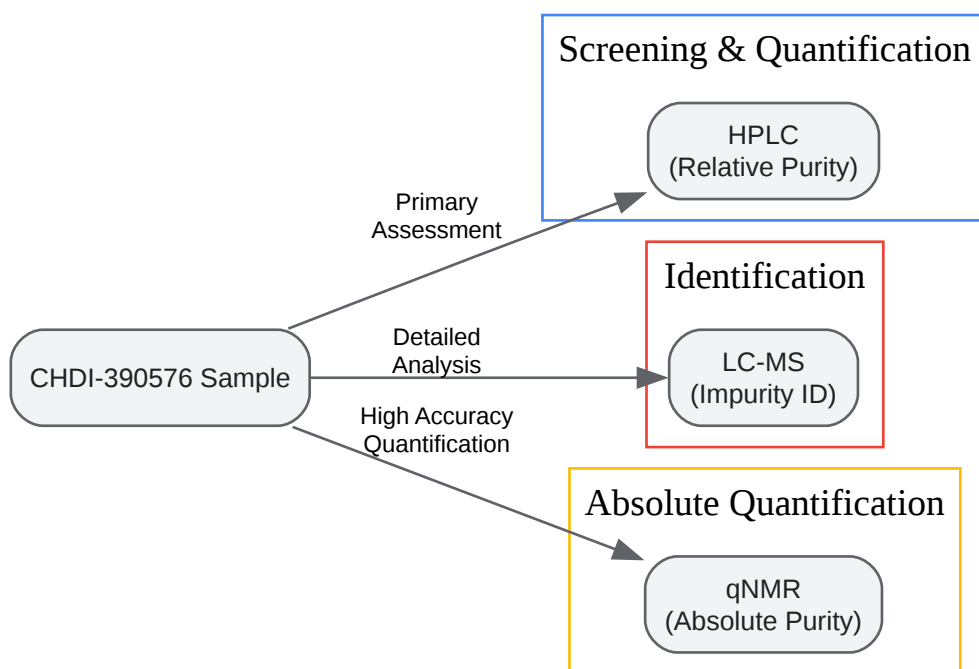 Screening & Quantification
HPLC
(Relative Purity)
Primary
Assessment
Identification
CHDI-390576 Sample
Detailed
Analysis
LC-MS
(Impurity ID)
High Accuracy
Quantification
Absolute Quantification
qNMR
(Absolute Purity)